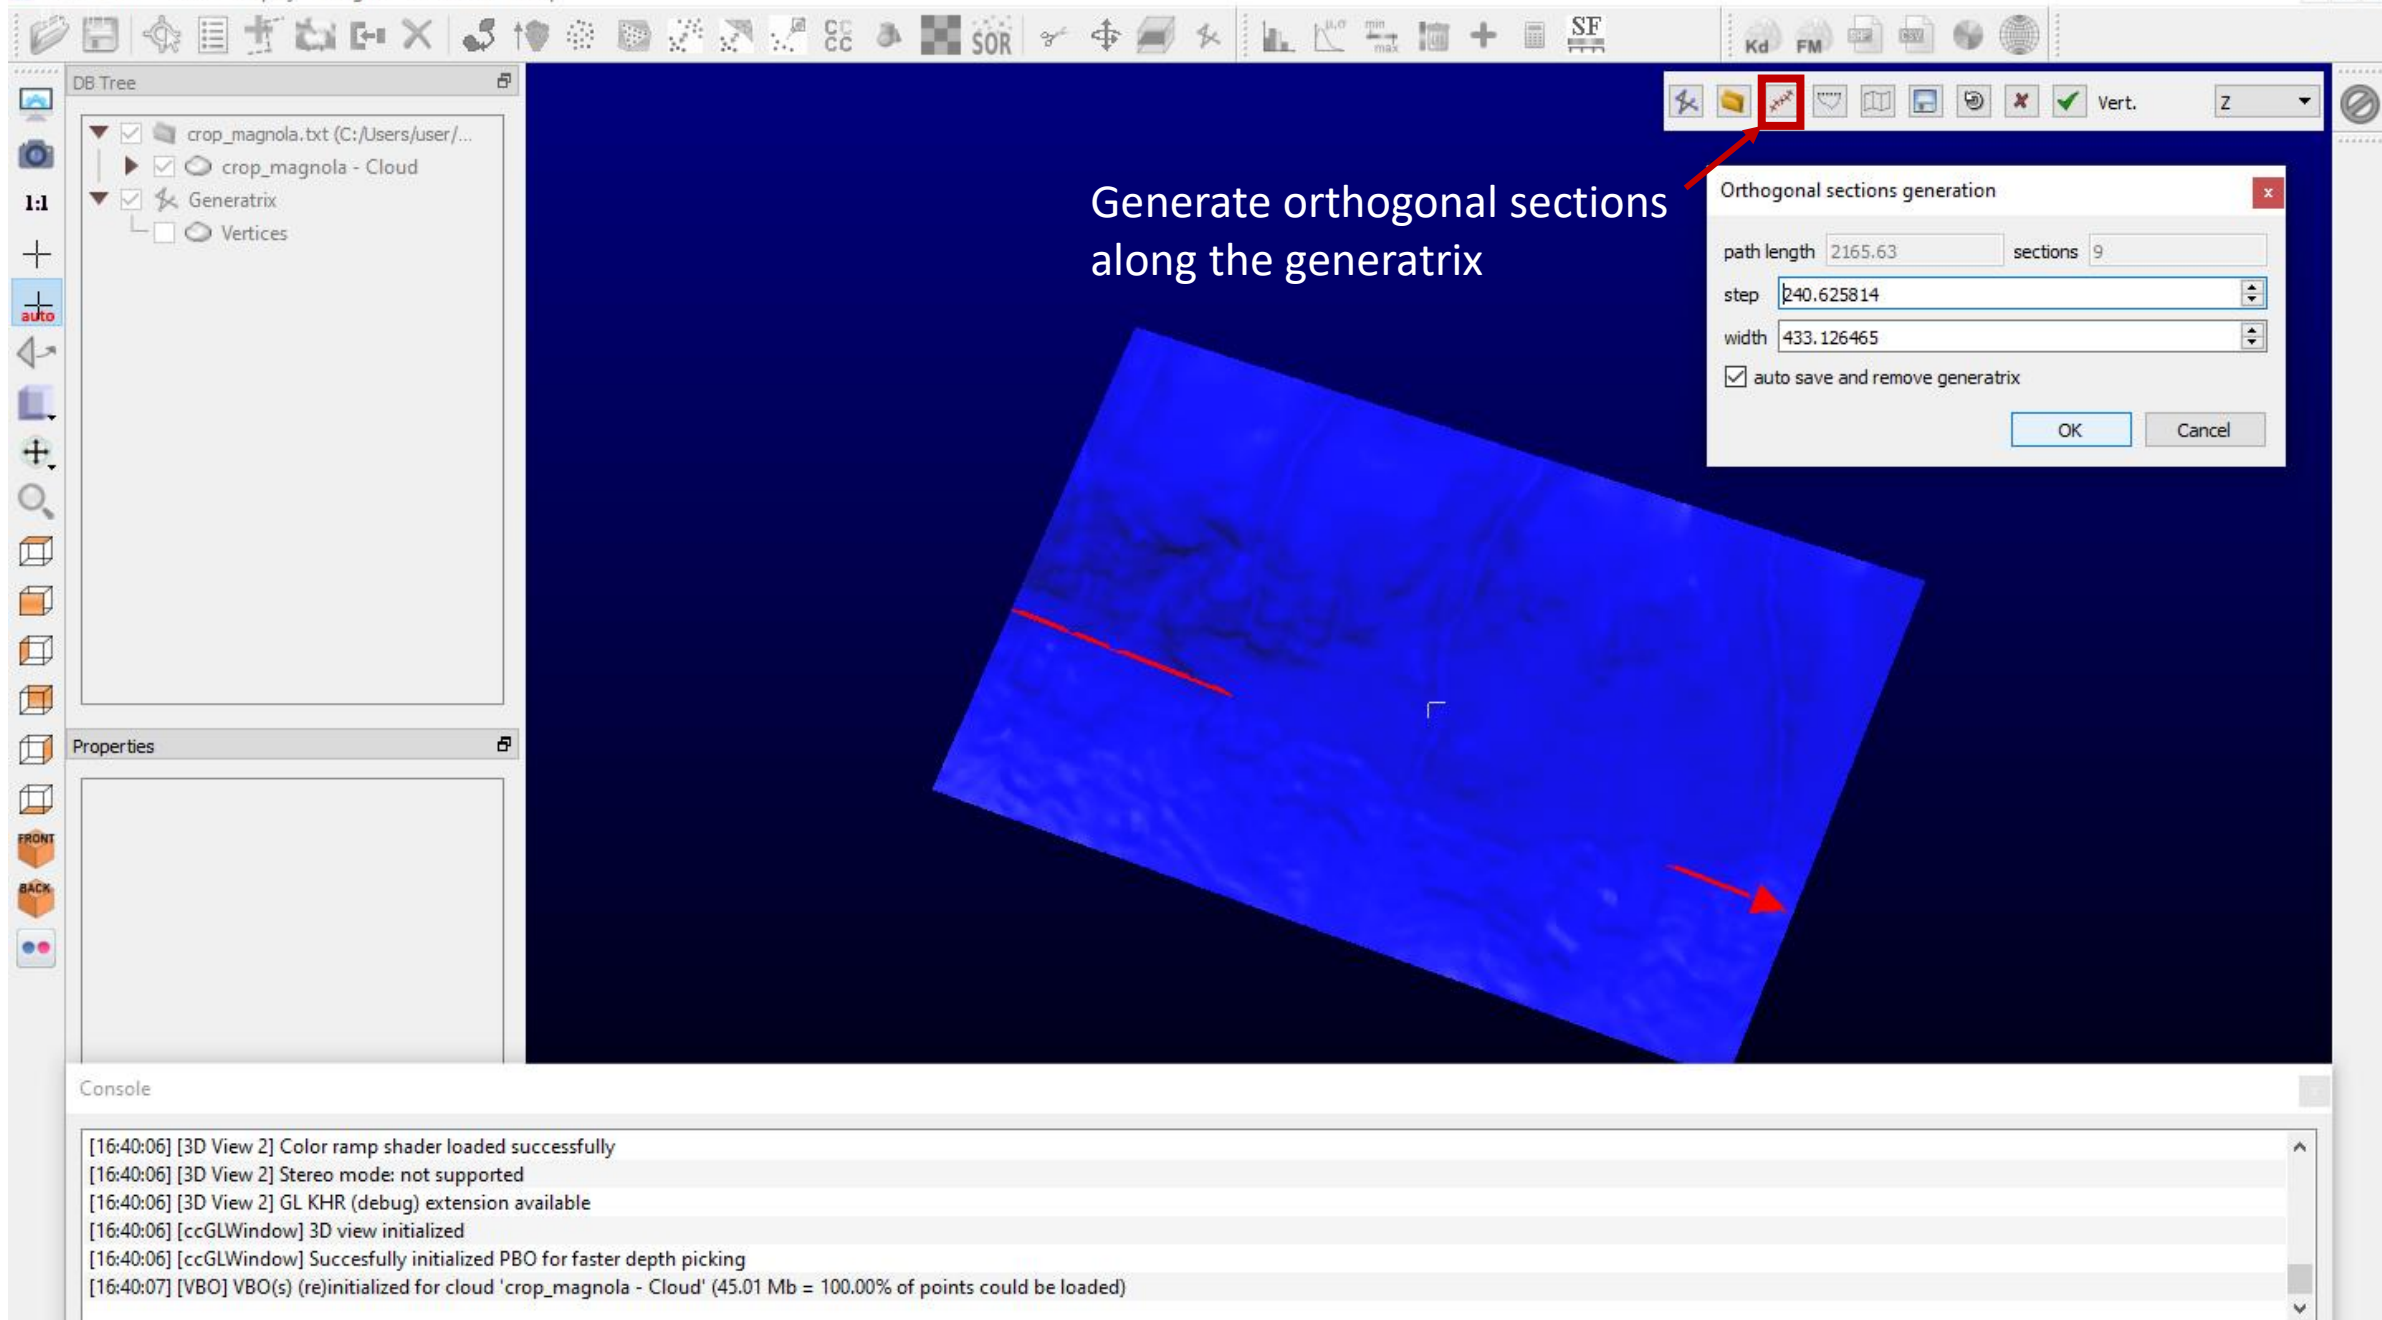 CC
CC
SOR
μ,σ
min
max
SF
Kd
FM
SHP
CSV
DB Tree
crop_magnola.txt (C:/Users/user/...
crop_magnola - Cloud
Generatrix
Vertices
1:1
auto
Vert.
Z
Generate orthogonal sections
along the generatrix
Orthogonal sections generation
x
path length 2165.63 sections 9
step 240.625814
width 433.126465
auto save and remove generatrix
OK Cancel
Properties
FRONT
BACK
Console
[16:40:06] [3D View 2] Color ramp shader loaded successfully
[16:40:06] [3D View 2] Stereo mode: not supported
[16:40:06] [3D View 2] GL KHR (debug) extension available
[16:40:06] [ccGLWindow] 3D view initialized
[16:40:06] [ccGLWindow] Succesfully initialized PBO for faster depth picking
[16:40:07] [VBO] VBO(s) (re)initialized for cloud 'crop_magnola - Cloud' (45.01 Mb = 100.00% of points could be loaded)